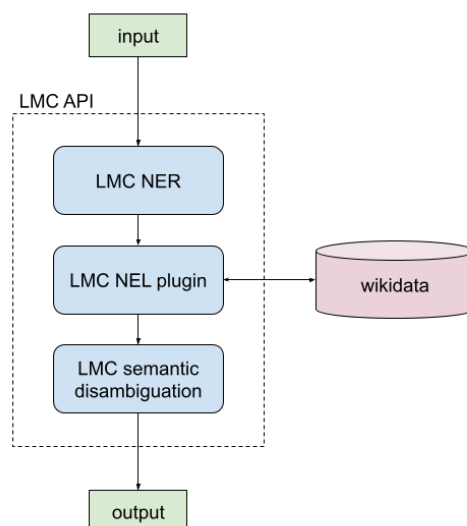 input
LMC API
LMC NER
LMC NEL plugin
wikidata
LMC semantic
disambiguation
output